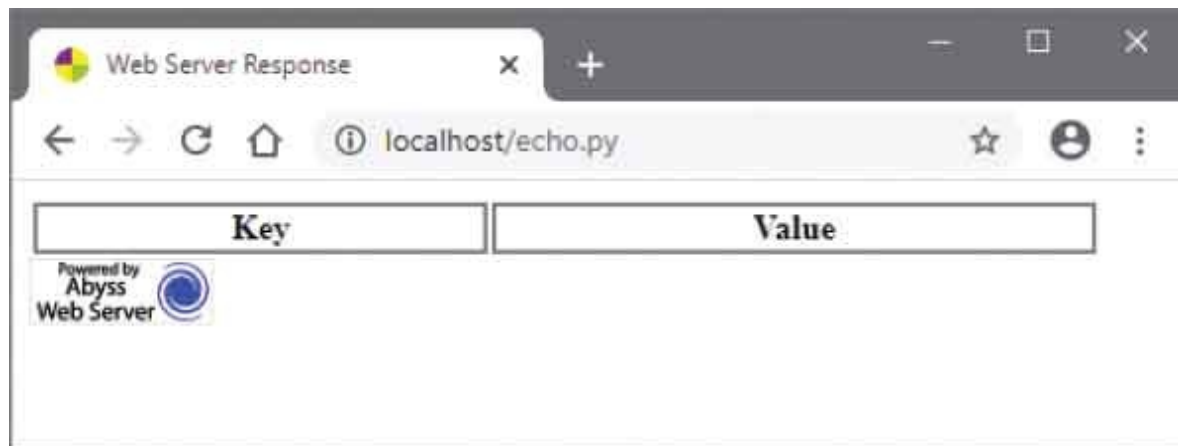 Web Server Response
localhost/echo.py
Key Value
Powered by
Abyss
Web Server